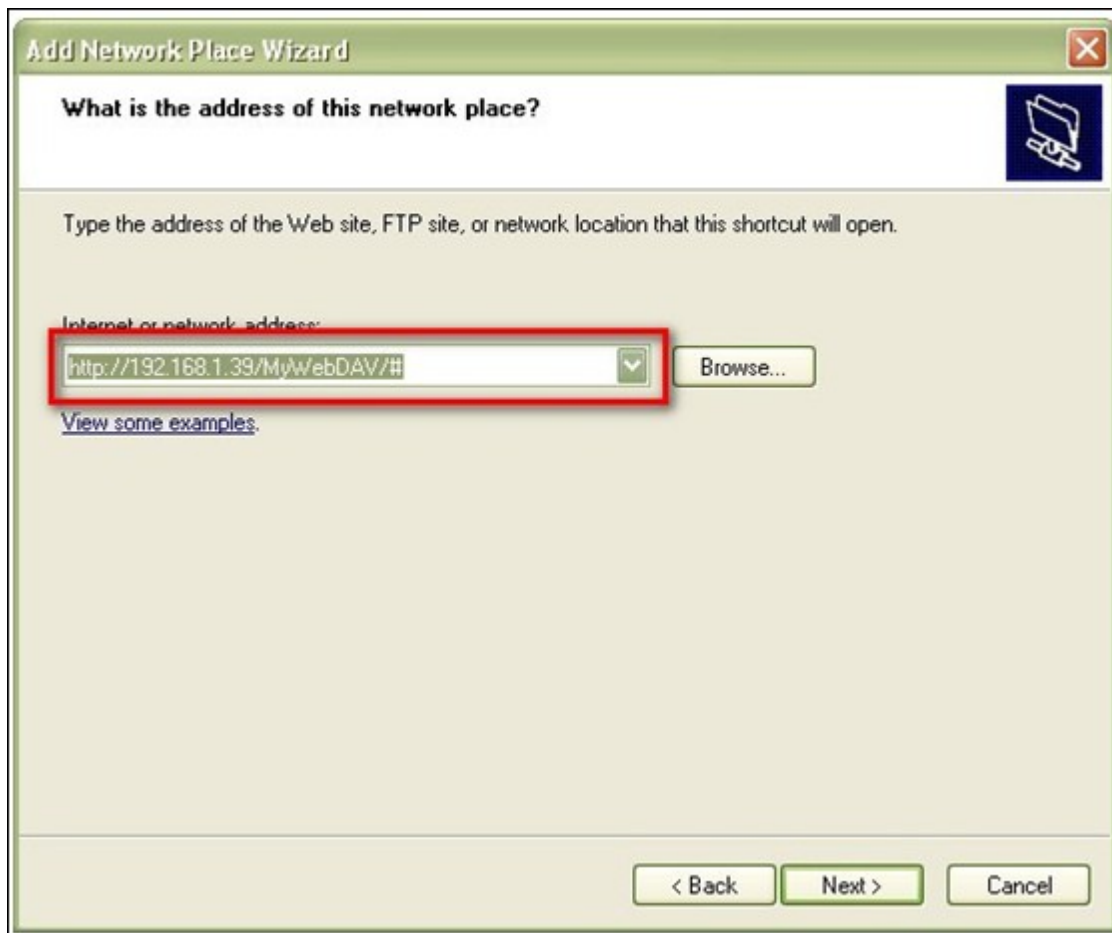 Add Network Place Wizard
What is the address of this network place?
Type the address of the Web site, FTP site, or network location that this shortcut will open.
Internet or network address:
http://192.168.1.39/MyWebDAV/#
Browse...
View some examples.
< Back
Next >
Cancel